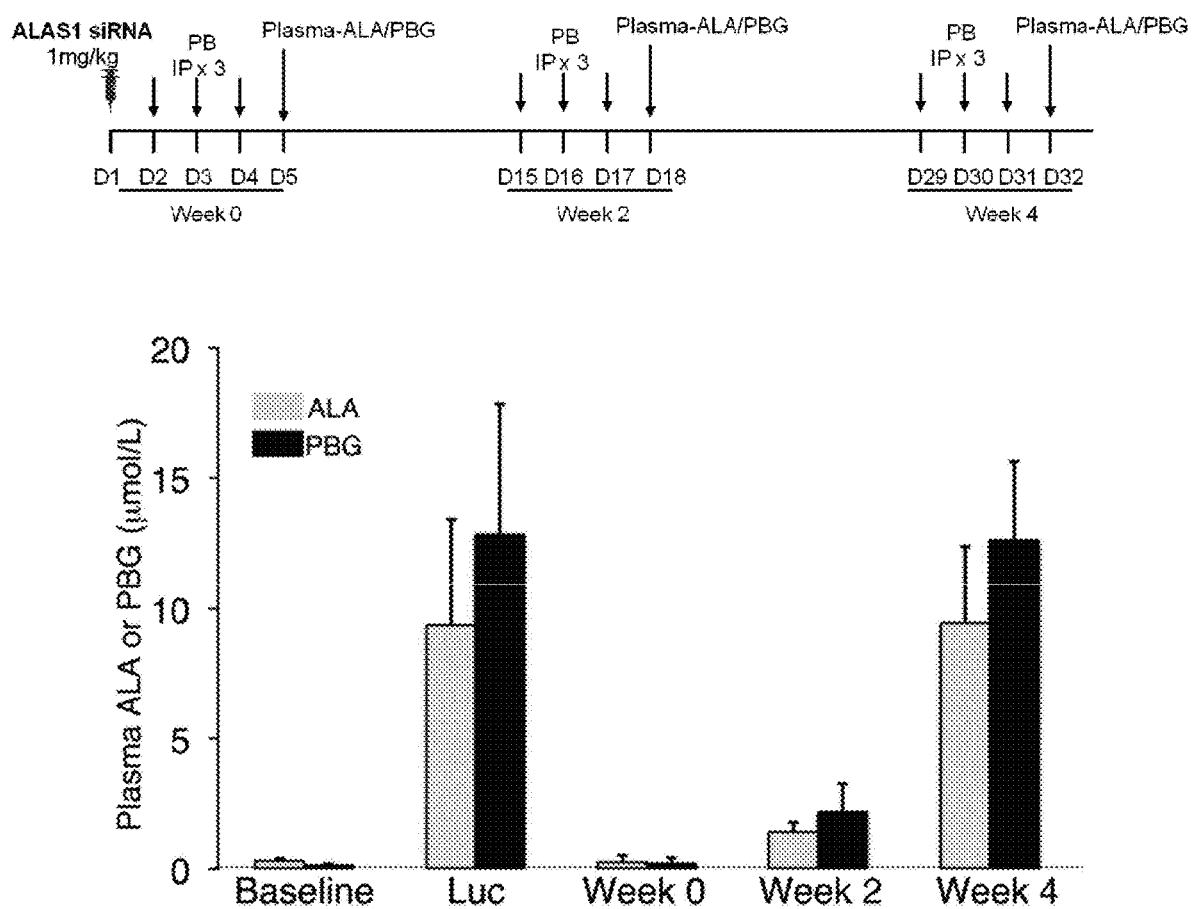 ALAS1 siRNA
1mg/kg
PB
IP x 3
Plasma-ALA/PBG
PB
IP x 3
Plasma-ALA/PBG
PB
IP x 3
Plasma-ALA/PBG
D1 D2 D3 D4 D5 D15 D16 D17 D18 D29 D30 D31 D32
Week 0 Week 2 Week 4
Plasma ALA or PBG (μmol/L)
20
15
10
5
0
ALA
PBG
Baseline Luc Week 0 Week 2 Week 4